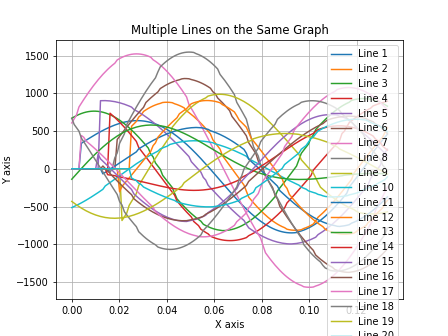 Multiple Lines on the Same Graph
Y axis
1500
1000
500
0
−500
−1000
−1500
0.00
0.02
0.04
0.06
0.08
0.10
X axis
Line 1
Line 2
Line 3
Line 4
Line 5
Line 6
Line 7
Line 8
Line 9
Line 10
Line 11
Line 12
Line 13
Line 14
Line 15
Line 16
Line 17
Line 18
Line 19
Line 20